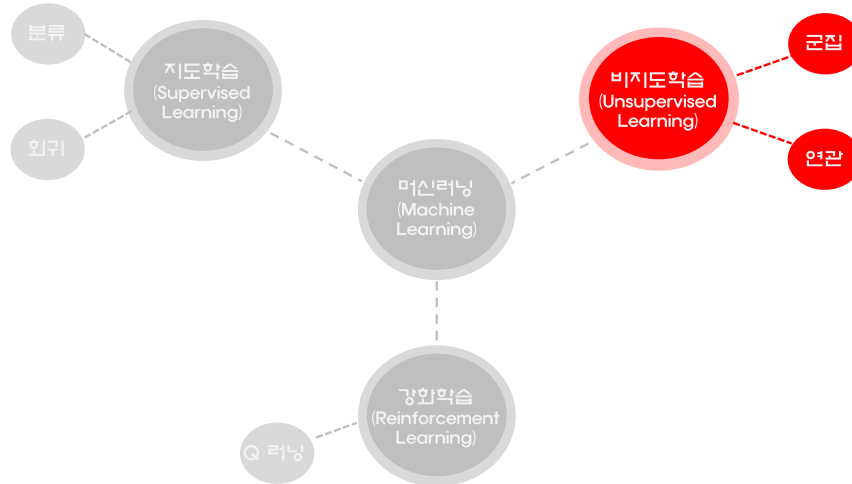 분류
지도학습
(Supervised
Learning)
회귀
비지도학습
(Unsupervised
Learning)
군집
연관
머신러닝
(Machine
Learning)
강화학습
(Reinforcement
Learning)
Q 러닝